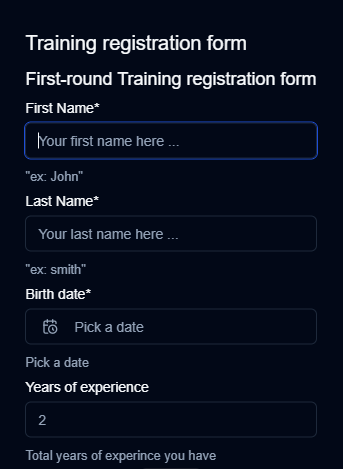 Training registration form
First-round Training registration form
First Name*
Your first name here ...
"ex: John"
Last Name*
Your last name here ...
"ex: smith"
Birth date*
Pick a date
Pick a date
Years of experience
2
Total years of experince you have